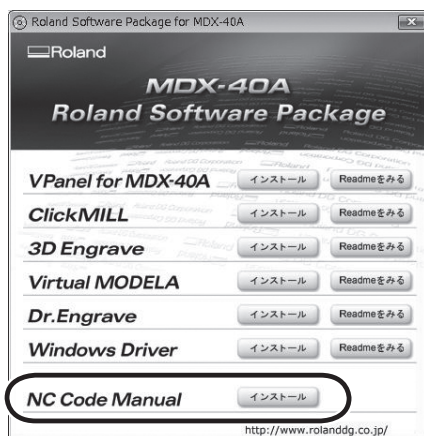 Roland Software Package for MDX-40A
Roland
MDX-40A
Roland Software Package
VPanel for MDX-40A インストール Readmeをみる
ClickMILL インストール Readmeをみる
3D Engrave インストール Readmeをみる
Virtual MODELA インストール Readmeをみる
Dr.Engrave インストール Readmeをみる
Windows Driver インストール Readmeをみる
NC Code Manual インストール
http://www.rolanddg.co.jp/